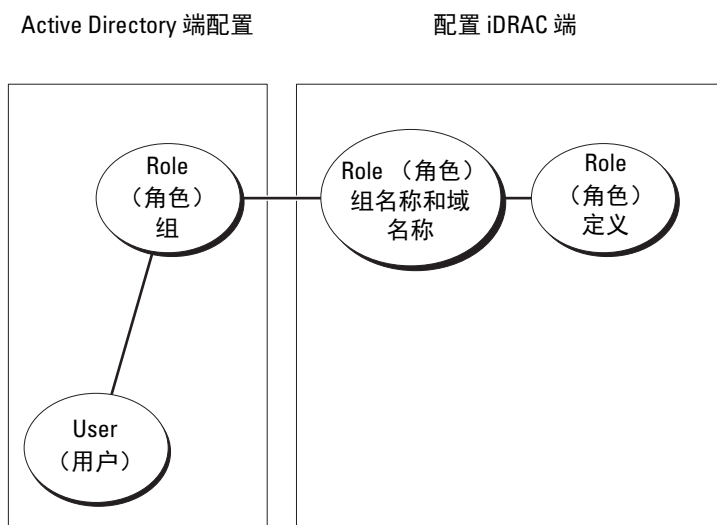 Active Directory 端配置
配置 iDRAC 端
Role
（角色）
组
Role （角色）
组名称和域
名称
Role
（角色）
定义
User
（用户）